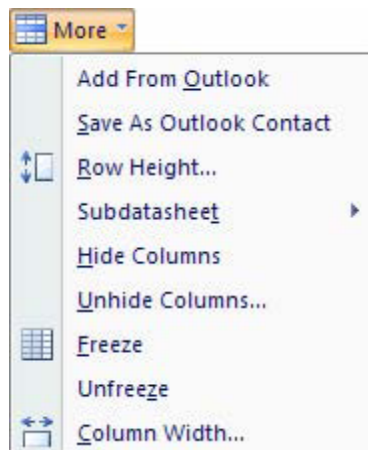 More
Add From Outlook
Save As Outlook Contact
Row Height...
Subdatasheet
Hide Columns
Unhide Columns...
Freeze
Unfreeze
Column Width...